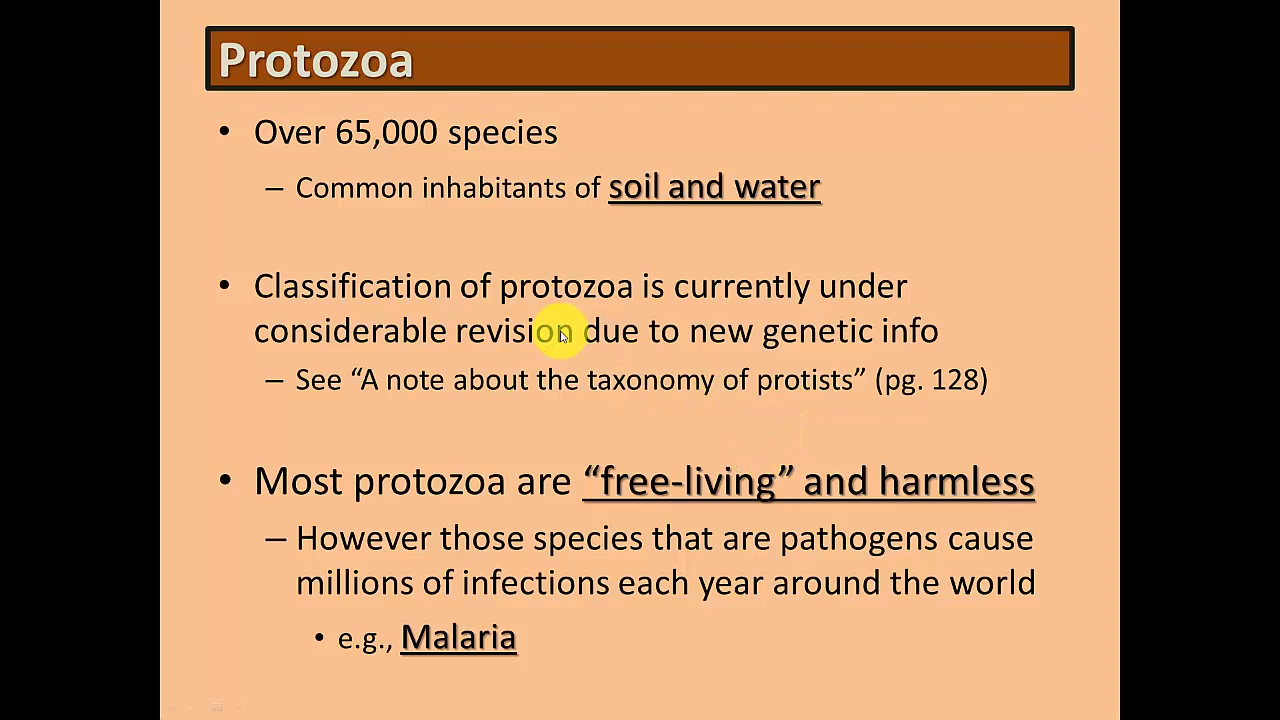 Protozoa
• Over 65,000 species
– Common inhabitants of soil and water
• Classification of protozoa is currently under
considerable revision due to new genetic info
– See “A note about the taxonomy of protists” (pg. 128)
• Most protozoa are “free-living” and harmless
– However those species that are pathogens cause
millions of infections each year around the world
• e.g., Malaria